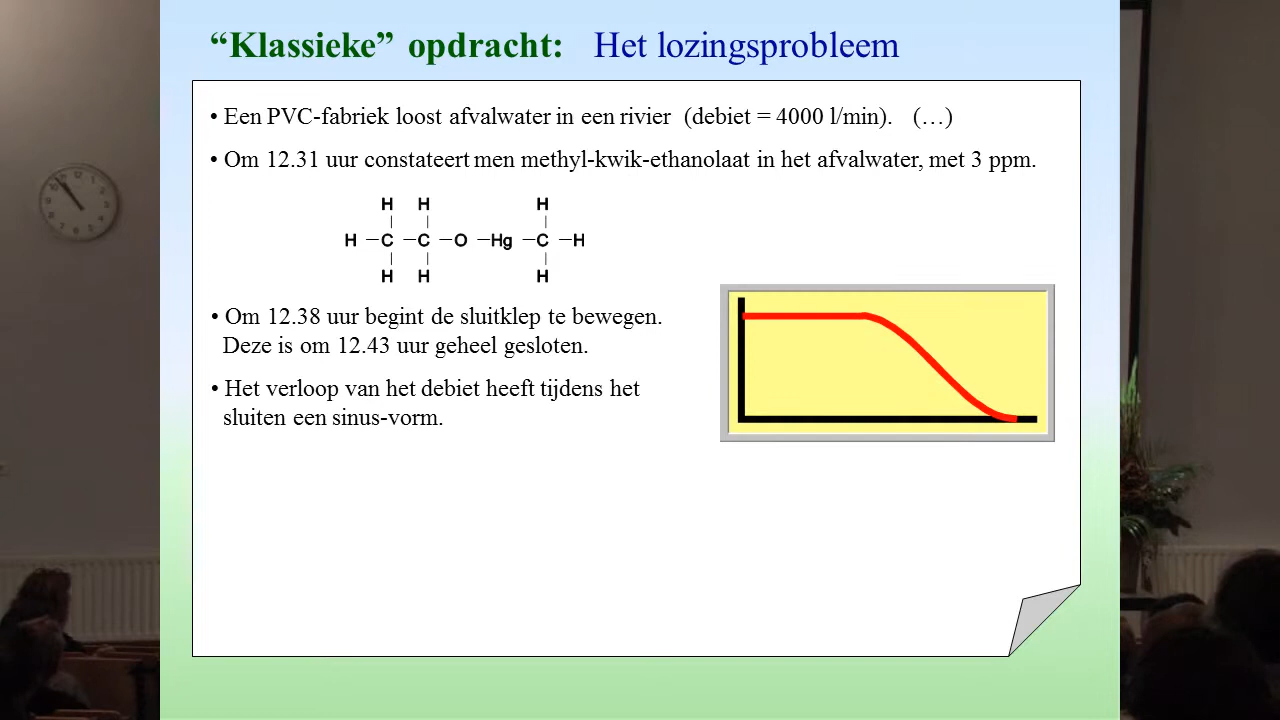 “Klassieke” opdracht: Het lozingsprobleem
• Een PVC-fabriek loost afvalwater in een rivier (debiet = 4000 l/min). (…)
• Om 12.31 uur constateert men methyl-kwik-ethanolaat in het afvalwater, met 3 ppm.
H H H
H – C – C – O – Hg – C – H
H H H
• Om 12.38 uur begint de sluitklep te bewegen.
Deze is om 12.43 uur geheel gesloten.
• Het verloop van het debiet heeft tijdens het
sluiten een sinus-vorm.